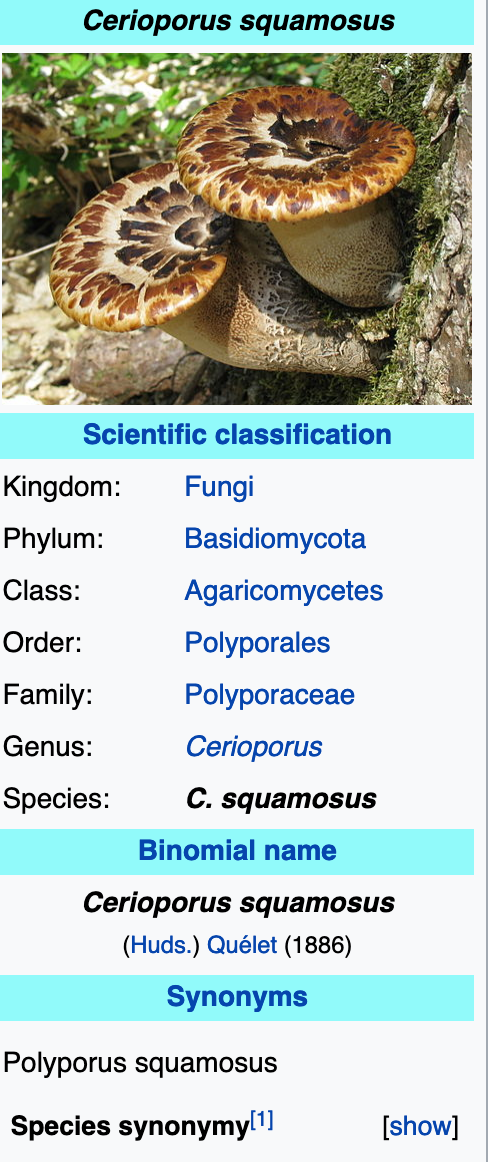 Cerioporus squamosus
Scientific classification
Kingdom: Fungi
Phylum: Basidiomycota
Class: Agaricomycetes
Order: Polyporales
Family: Polyporaceae
Genus: Cerioporus
Species: C. squamosus
Binomial name
Cerioporus squamosus
(Huds.) Quélet (1886)
Synonyms
Polyporus squamosus
Species synonymy[1] [show]